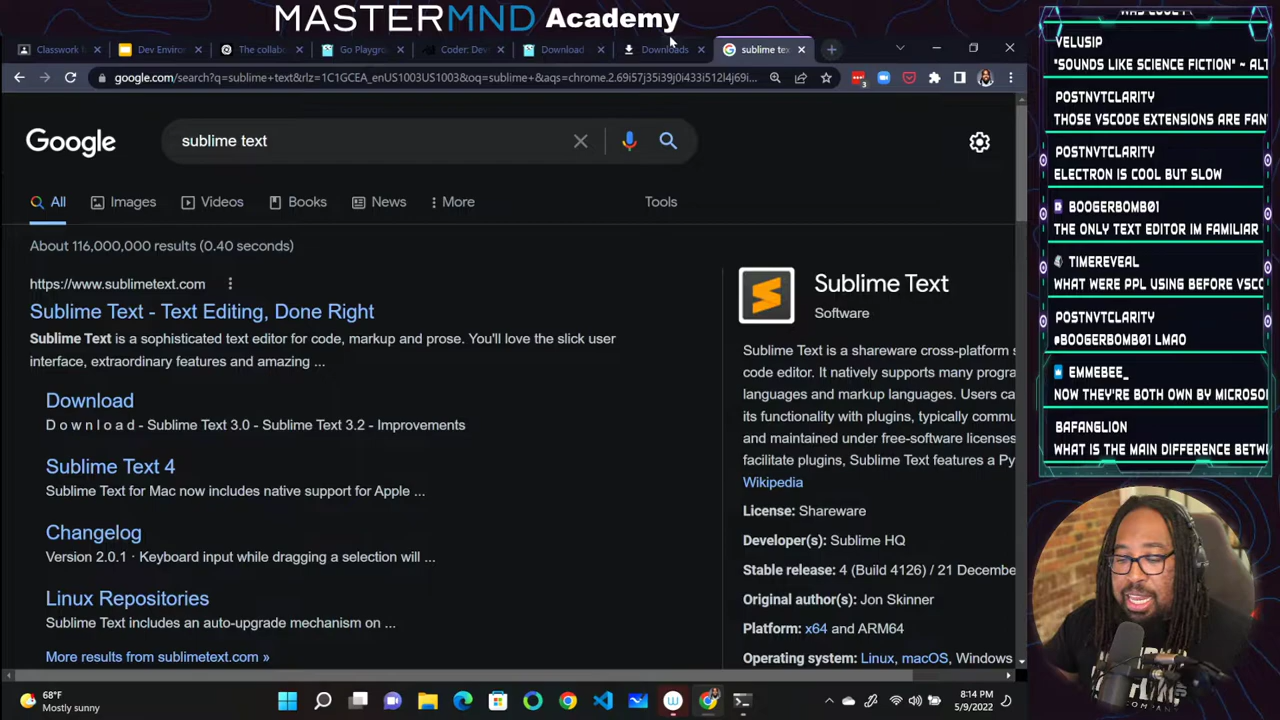 MASTERMND Academy
Classwork
Dev Enviro
The collabo
Go Playgrou
Coder: Dev
Download
Downloads
sublime tex
google.com/search?q=sublime+text&rlz=1C1GCEA_enUS1003US1003&oq=sublime+&aqs=chrome.2.69i57j35i39j0i433i512l4j69i...
3
Google
sublime text
All
Images
Videos
Books
News
More
Tools
About 116,000,000 results (0.40 seconds)
https://www.sublimetext.com
Sublime Text - Text Editing, Done Right
Sublime Text is a sophisticated text editor for code, markup and prose. You'll love the slick user
interface, extraordinary features and amazing ...
Download
D o w n l o a d - Sublime Text 3.0 - Sublime Text 3.2 - Improvements
Sublime Text 4
Sublime Text for Mac now includes native support for Apple ...
Changelog
Version 2.0.1 · Keyboard input while dragging a selection will ...
Linux Repositories
Sublime Text includes an auto-upgrade mechanism on ...
More results from sublimetext.com »
Sublime Text
Software
Sublime Text is a shareware cross-platform s
code editor. It natively supports many progra
languages and markup languages. Users ca
its functionality with plugins, typically commu
and maintained under free-software licenses
facilitate plugins, Sublime Text features a Py
Wikipedia
License: Shareware
Developer(s): Sublime HQ
Stable release: 4 (Build 4126) / 21 Decembe
Original author(s): Jon Skinner
Platform: x64 and ARM64
Operating system: Linux, macOS, Windows
VELUSIP
"SOUNDS LIKE SCIENCE FICTION" ~ ALT
POSTNVTCLARITY
THOSE VSCODE EXTENSIONS ARE FAN
POSTNVTCLARITY
ELECTRON IS COOL BUT SLOW
BOOGERBOMB01
THE ONLY TEXT EDITOR IM FAMILIAR
TIMEREVEAL
WHAT WERE PPL USING BEFORE VSCO
POSTNVTCLARITY
@BOOGERBOMB01 LMAO
EMMEBEE_
NOW THEY'RE BOTH OWN BY MICROSO
BAFANGLION
WHAT IS THE MAIN DIFFERENCE BETW
COMPANY
68°F
Mostly sunny
8:14 PM
5/9/2022